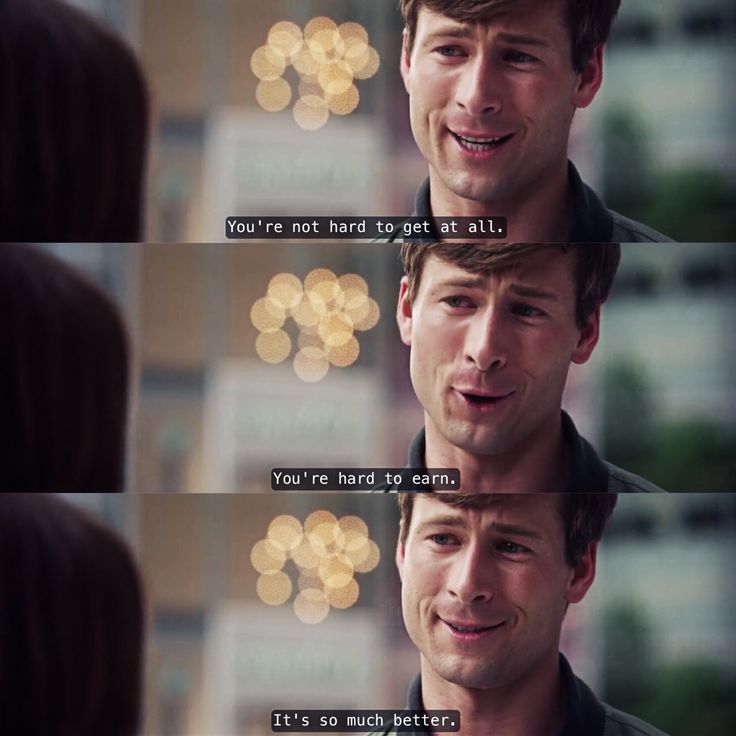 You're not hard to get at all.
You're hard to earn.
It's so much better.